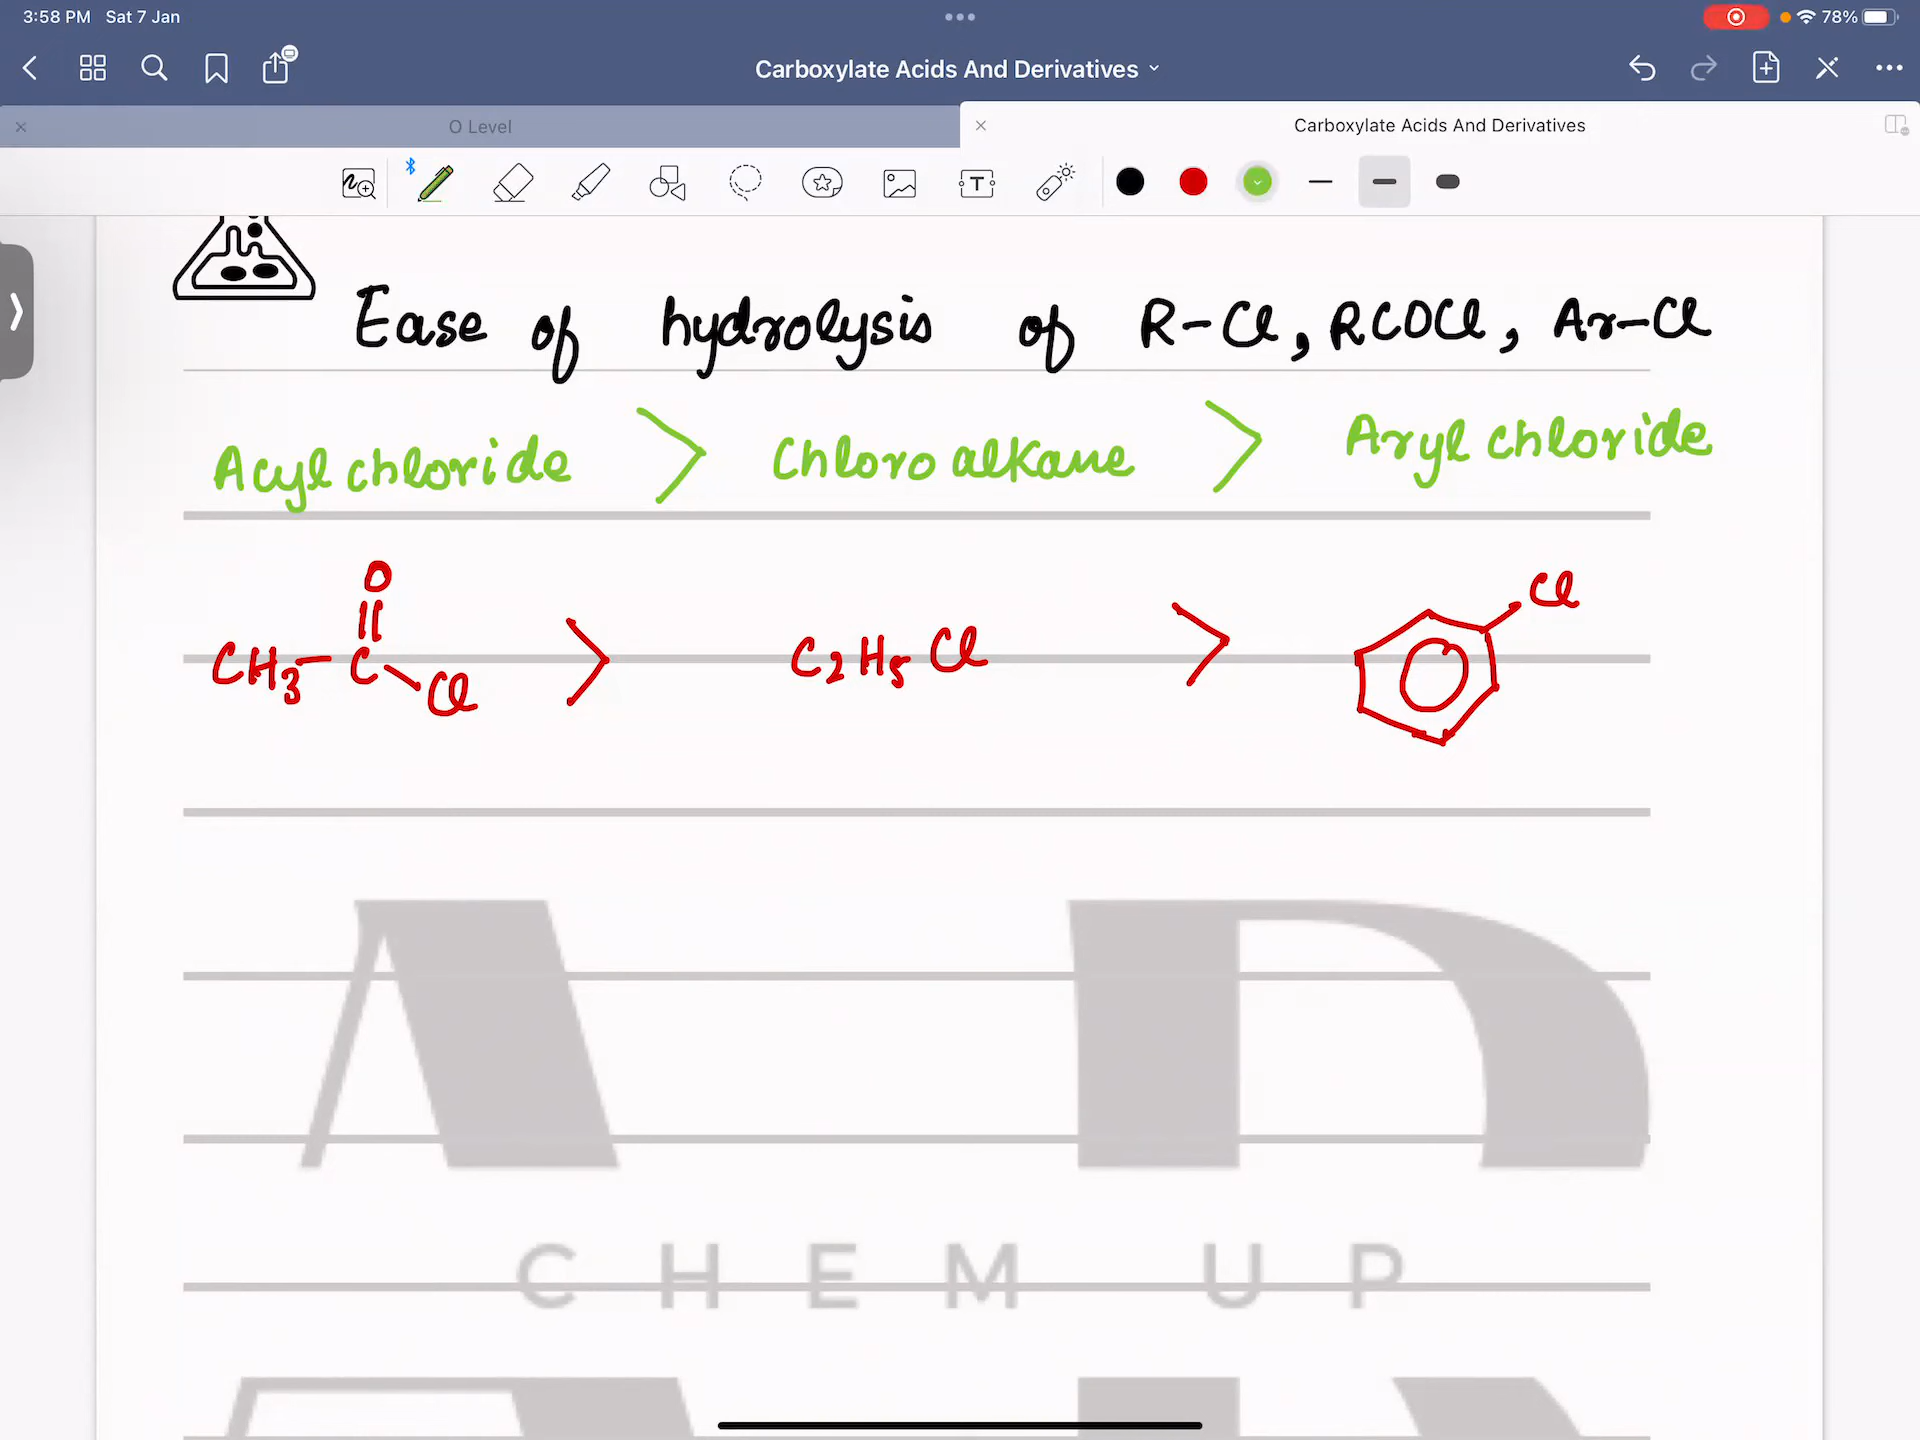 3:58 PM Sat 7 Jan
78%
Carboxylate Acids And Derivatives
O Level
Carboxylate Acids And Derivatives
T
Ease of hydrolysis of R-Cl, RCOCl, Ar-Cl
Acyl chloride > Chloro alkane > Aryl chloride
O
Cl
CH3-C > C2H5Cl >
Cl
CHEM UP